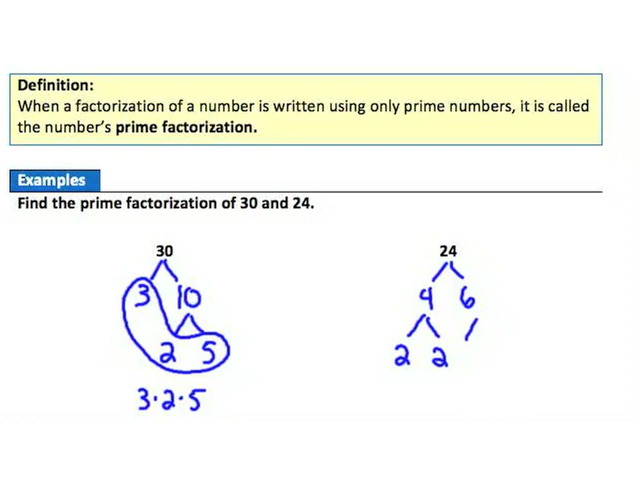 Definition:
When a factorization of a number is written using only prime numbers, it is called
the number's prime factorization.
Examples
Find the prime factorization of 30 and 24.
30 24
3 10 4 6
2 5 2 2
3·2·5